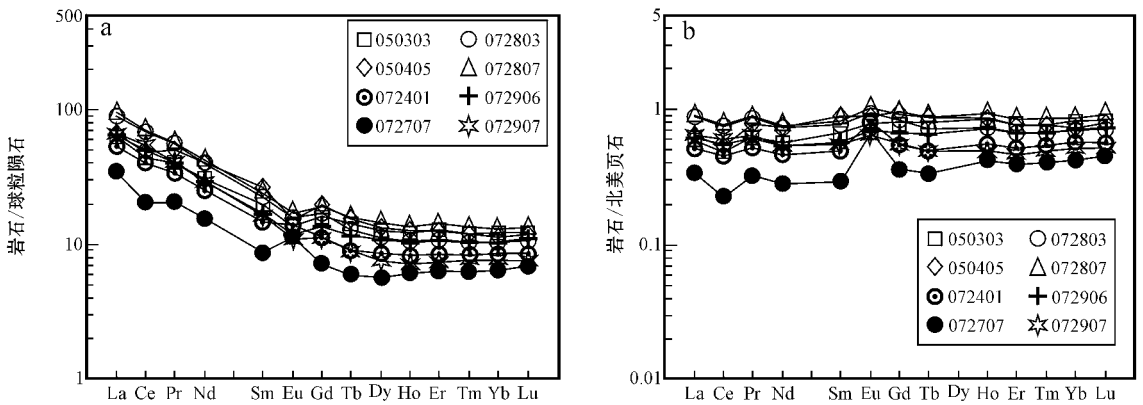 岩石/球粒陨石
500
100
10
1
a
050303 072803
050405 072807
072401 072906
072707 072907
La Ce Pr Nd Sm Eu Gd Tb Dy Ho Er Tm Yb Lu
岩石/北美页石
5
1
0.1
0.01
b
050303 072803
050405 072807
072401 072906
072707 072907
La Ce Pr Nd Sm Eu Gd Tb Dy Ho Er Tm Yb Lu